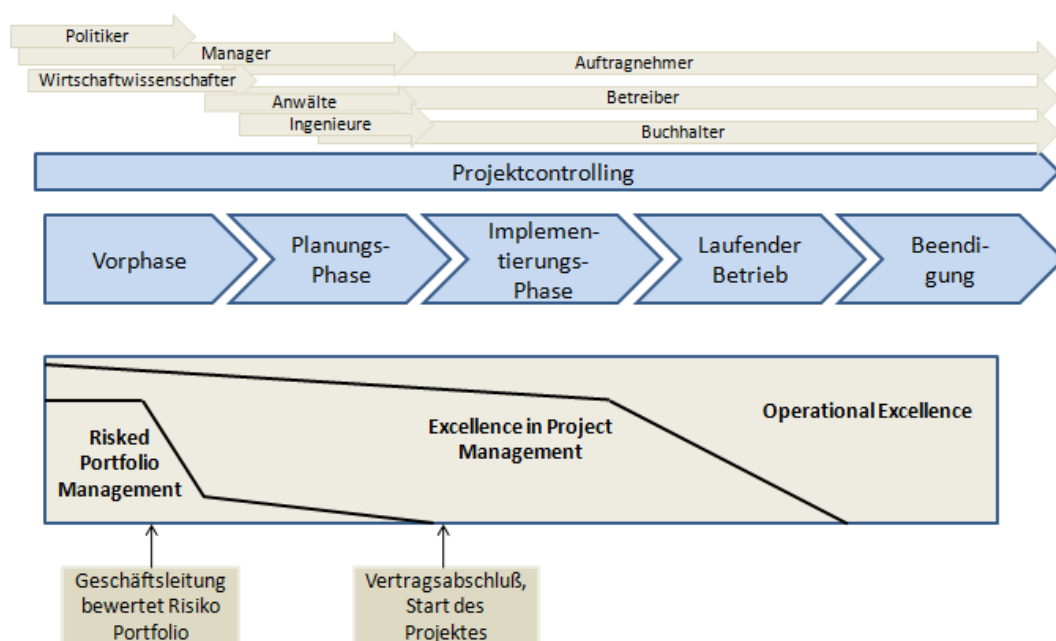 Politiker
Manager
Auftragnehmer
Wirtschaftwissenschafter
Anwälte
Betreiber
Ingenieure
Buchhalter
Projektcontrolling
Vorphase
Planungs-
Phase
Implemen-
tierungs-
Phase
Laufender
Betrieb
Beendi-
gung
Risked
Portfolio
Management
Excellence in Project
Management
Operational Excellence
Geschäftsleitung
bewertet Risiko
Portfolio
Vertragsabschluß,
Start des
Projektes